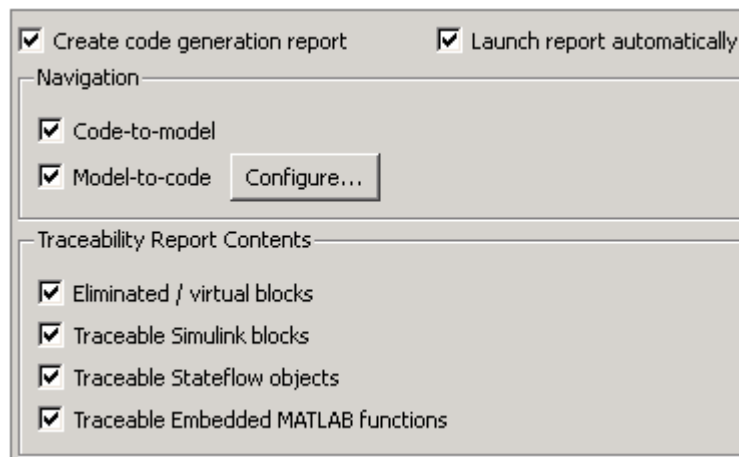 Create code generation report Launch report automatically
Navigation
Code-to-model
Model-to-code Configure...
Traceability Report Contents
Eliminated / virtual blocks
Traceable Simulink blocks
Traceable Stateflow objects
Traceable Embedded MATLAB functions